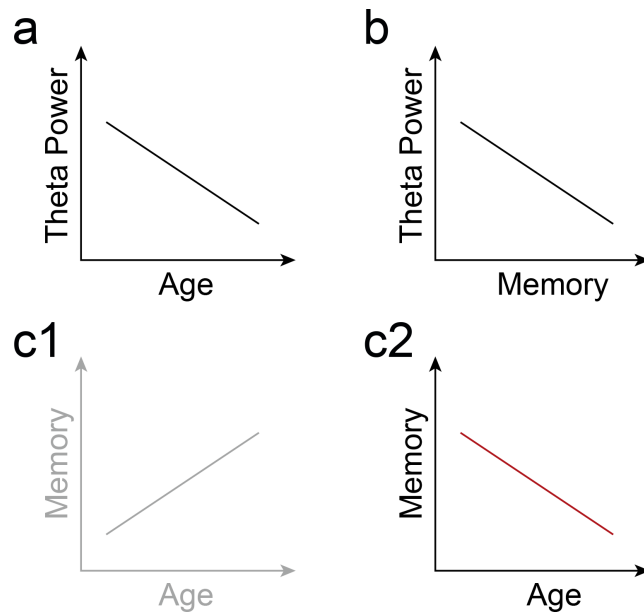 a
Theta Power
Age
b
Theta Power
Memory
c1
Memory
Age
c2
Memory
Age